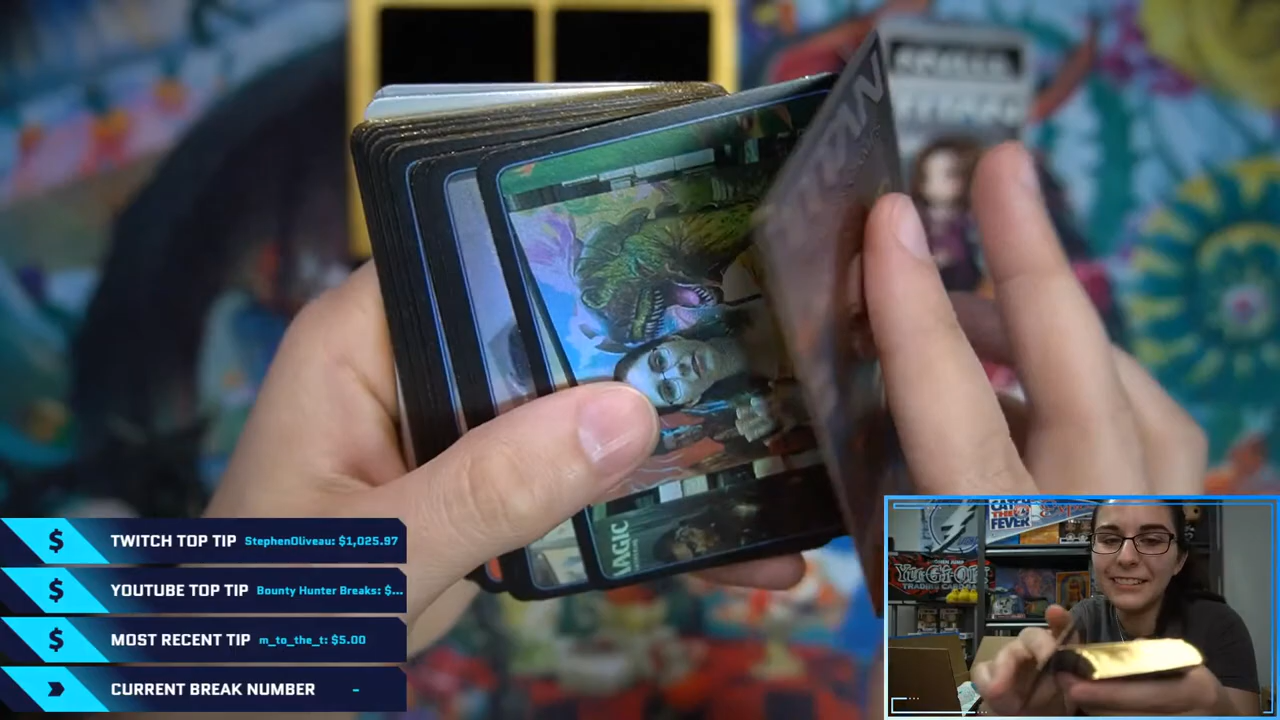 TWITCH TOP TIP StephenOliveau: $1,025.97
YOUTUBE TOP TIP Bounty Hunter Breaks: $...
MOST RECENT TIP m_to_the_t: $5.00
CURRENT BREAK NUMBER -
MAGIC
CATCH
THE
FEVER
Yu-Gi-Oh!
TRADING CARD